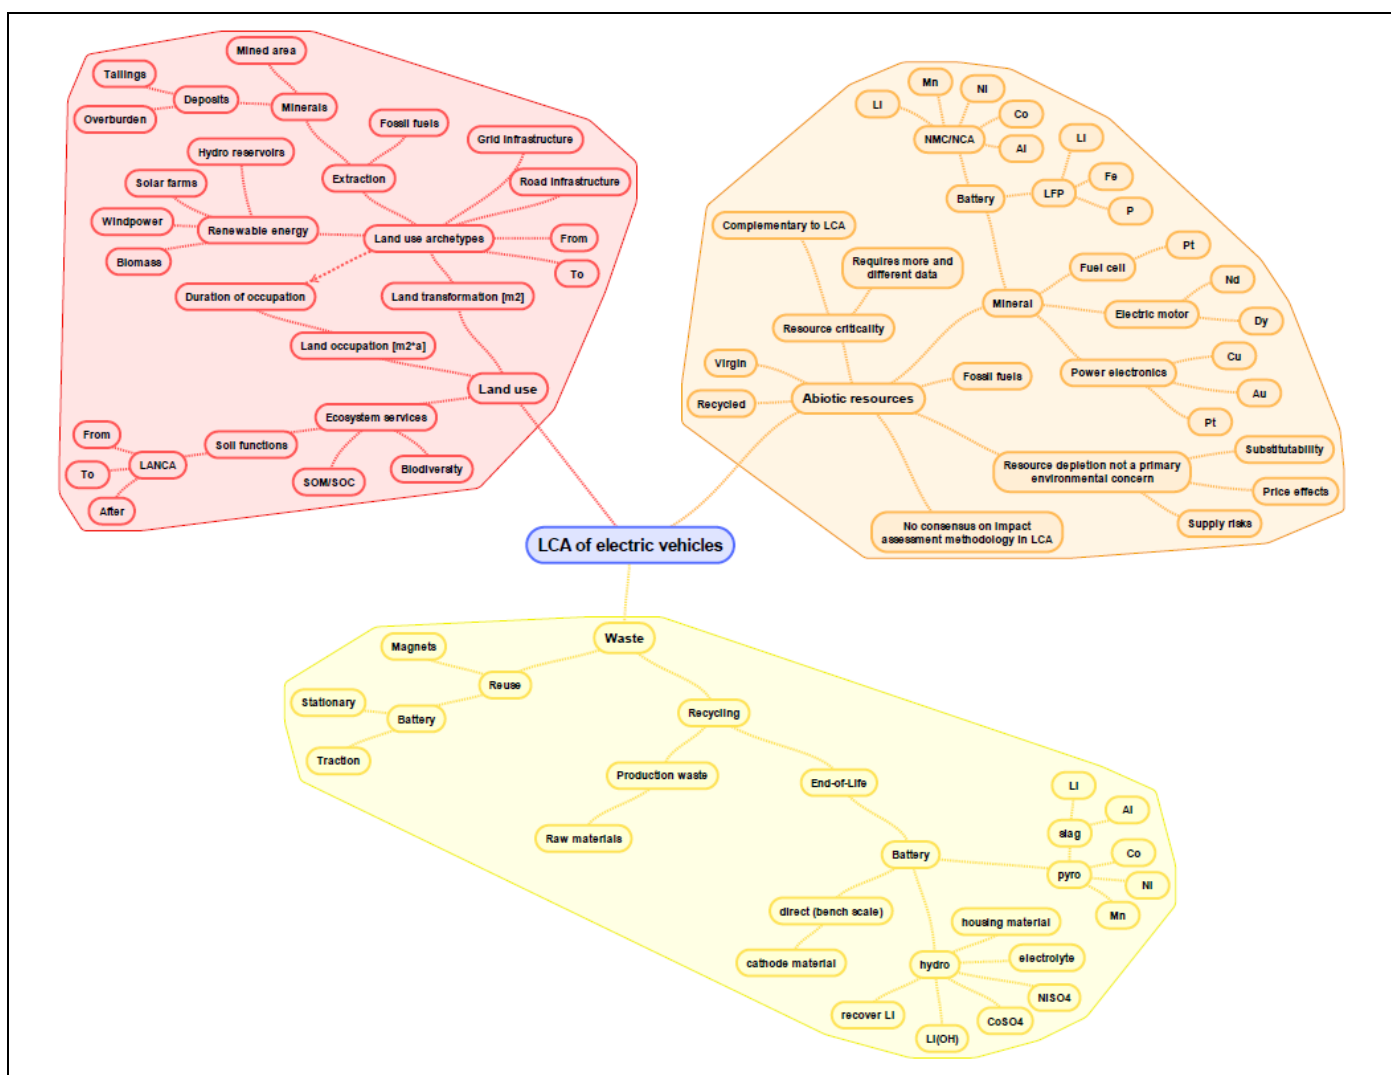 Mined area
Tailings
Deposits
Minerals
Overburden
Fossil fuels
Grid infrastructure
Hydro reservoirs
Solar farms
Extraction
Road infrastructure
Windpower
Renewable energy
Land use archetypes
From
Biomass
To
Duration of occupation
Land transformation [m2]
Land occupation [m2*a]
Land use
Ecosystem services
From
Soil functions
LANCA
To
SOM/SOC
Biodiversity
After
Mn
Ni
Li
Co
NMC/NCA
Al
Li
Fe
Battery
LFP
P
Complementary to LCA
Pt
Requires more and
different data
Fuel cell
Nd
Mineral
Electric motor
Dy
Resource criticality
Cu
Virgin
Fossil fuels
Power electronics
Au
Recycled
Abiotic resources
Pt
Substitutability
Resource depletion not a primary
environmental concern
Price effects
Supply risks
No consensus on impact
assessment methodology in LCA
LCA of electric vehicles
Waste
Magnets
Reuse
Stationary
Battery
Recycling
Traction
Production waste
End-of-Life
Raw materials
Li
Al
slag
Battery
Co
pyro
Ni
Mn
direct (bench scale)
housing material
cathode material
hydro
electrolyte
NiSO4
recover Li
CoSO4
Li(OH)